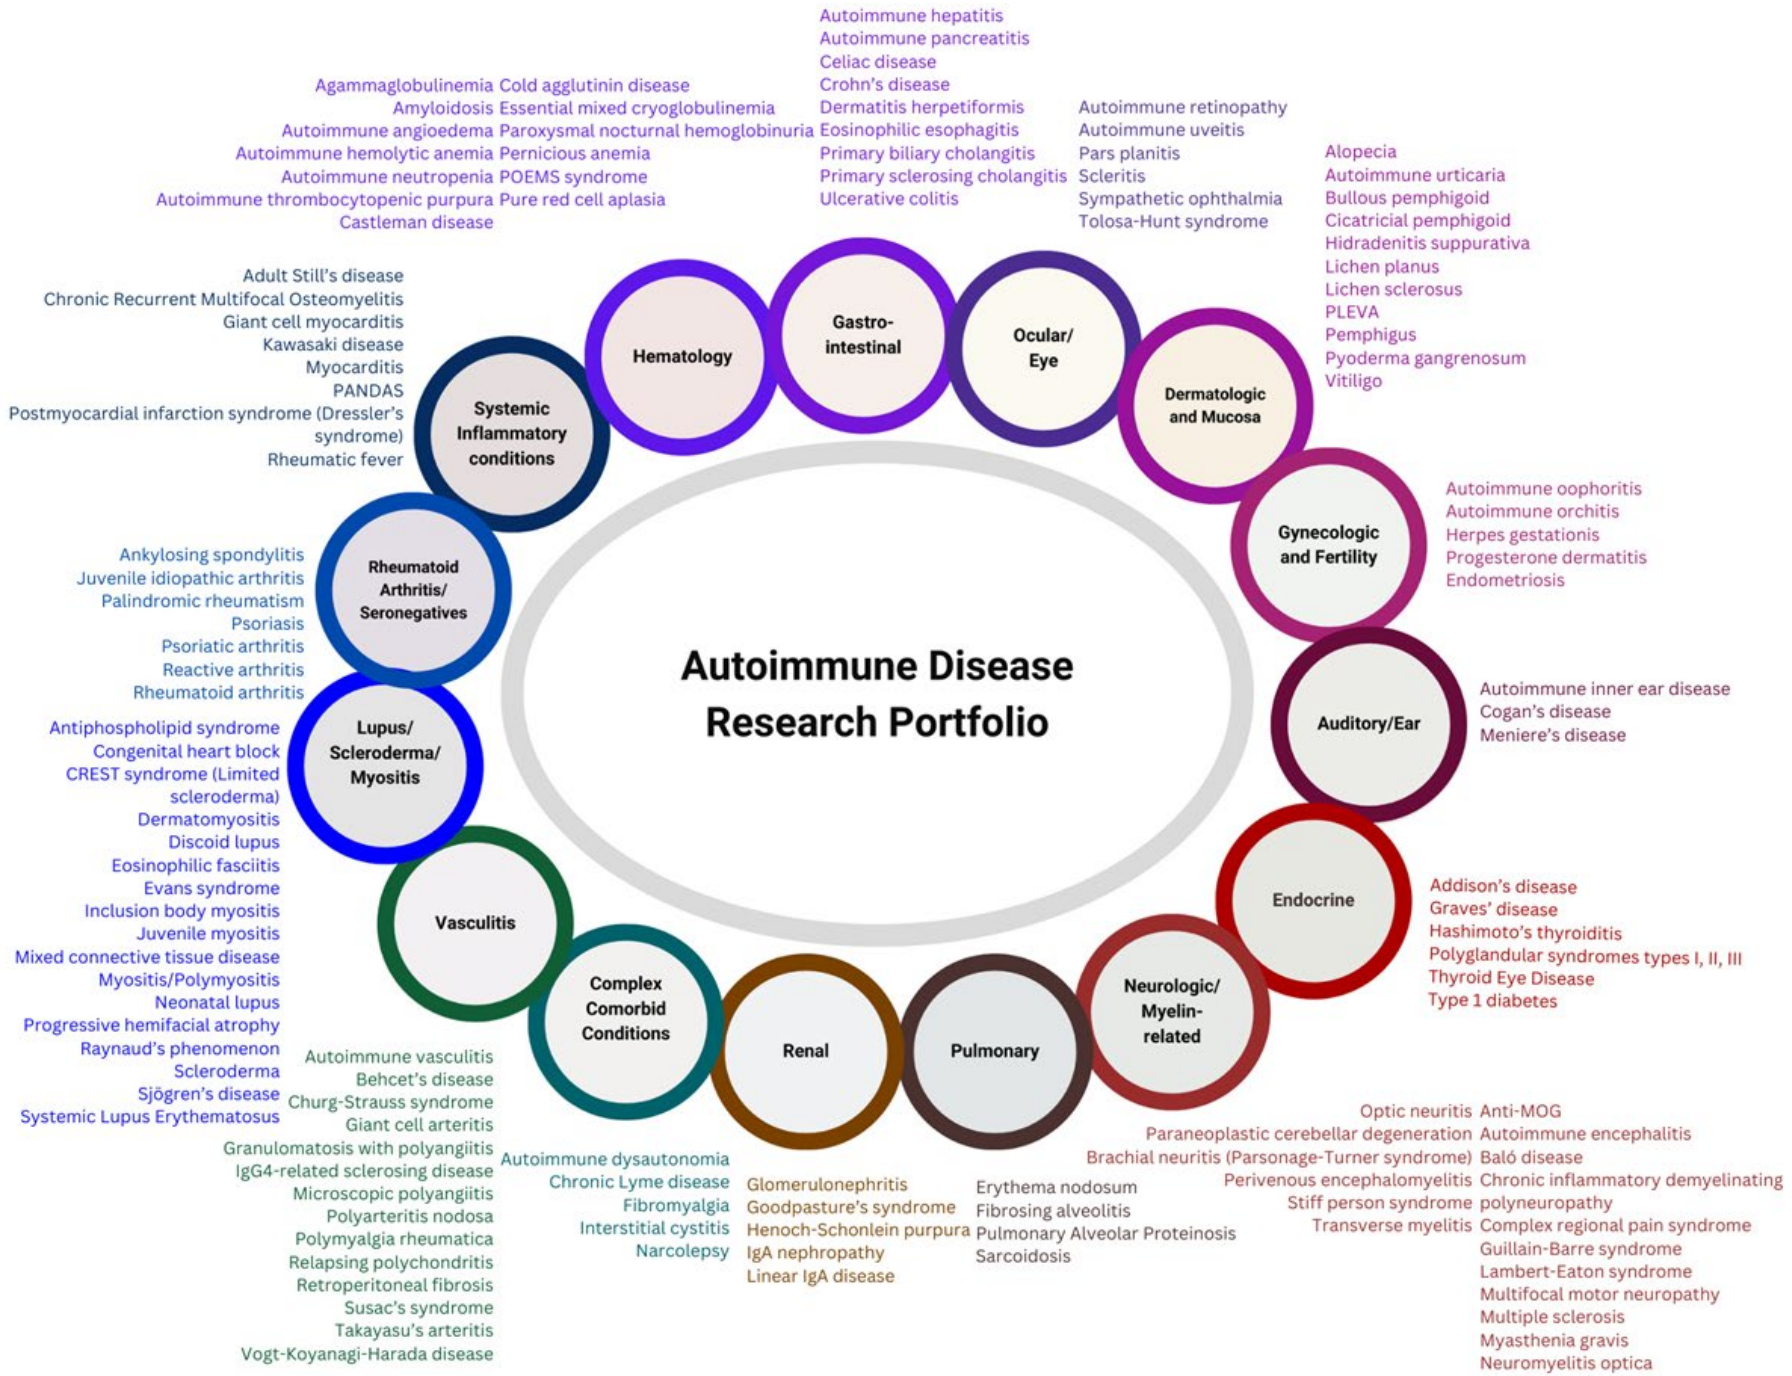 Autoimmune hepatitis
Autoimmune pancreatitis
Celiac disease
Crohn's disease
Dermatitis herpetiformis
Eosinophilic esophagitis
Primary biliary cholangitis
Primary sclerosing cholangitis
Ulcerative colitis
Agammaglobulinemia
Amyloidosis
Autoimmune angioedema
Autoimmune hemolytic anemia
Autoimmune neutropenia
Autoimmune thrombocytopenic purpura
Castleman disease
Cold agglutinin disease
Essential mixed cryoglobulinemia
Paroxysmal nocturnal hemoglobinuria
Pernicious anemia
POEMS syndrome
Pure red cell aplasia
Autoimmune retinopathy
Autoimmune uveitis
Pars planitis
Scleritis
Sympathetic ophthalmia
Tolosa-Hunt syndrome
Alopecia
Autoimmune urticaria
Bullous pemphigoid
Cicatricial pemphigoid
Hidradenitis suppurativa
Lichen planus
Lichen sclerosus
PLEVA
Pemphigus
Pyoderma gangrenosum
Vitiligo
Adult Still's disease
Chronic Recurrent Multifocal Osteomyelitis
Giant cell myocarditis
Kawasaki disease
Myocarditis
PANDAS
Postmyocardial infarction syndrome (Dressler's
syndrome)
Rheumatic fever
Systemic
Inflammatory
conditions
Hematology
Gastro-
intestinal
Ocular/
Eye
Dermatologic
and Mucosa
Gynecologic
and Fertility
Autoimmune oophoritis
Autoimmune orchitis
Herpes gestationis
Progesterone dermatitis
Endometriosis
Ankylosing spondylitis
Juvenile idiopathic arthritis
Palindromic rheumatism
Psoriasis
Psoriatic arthritis
Reactive arthritis
Rheumatoid arthritis
Rheumatoid
Arthritis/
Seronegatives
Autoimmune Disease
Research Portfolio
Auditory/Ear
Autoimmune inner ear disease
Cogan's disease
Meniere's disease
Lupus/
Scleroderma/
Myositis
Antiphospholipid syndrome
Congenital heart block
CREST syndrome (Limited
scleroderma)
Dermatomyositis
Discoid lupus
Eosinophilic fasciitis
Evans syndrome
Inclusion body myositis
Juvenile myositis
Mixed connective tissue disease
Myositis/Polymyositis
Neonatal lupus
Progressive hemifacial atrophy
Raynaud's phenomenon
Scleroderma
Sjögren's disease
Systemic Lupus Erythematosus
Endocrine
Addison's disease
Graves' disease
Hashimoto's thyroiditis
Polyglandular syndromes types I, II, III
Thyroid Eye Disease
Type 1 diabetes
Vasculitis
Complex
Comorbid
Conditions
Renal
Pulmonary
Neurologic/
Myelin-
related
Autoimmune vasculitis
Behcet's disease
Churg-Strauss syndrome
Giant cell arteritis
Granulomatosis with polyangiitis
IgG4-related sclerosing disease
Microscopic polyangiitis
Polyarteritis nodosa
Polymyalgia rheumatica
Relapsing polychondritis
Retroperitoneal fibrosis
Susac's syndrome
Takayasu's arteritis
Vogt-Koyanagi-Harada disease
Autoimmune dysautonomia
Chronic Lyme disease
Fibromyalgia
Interstitial cystitis
Narcolepsy
Glomerulonephritis
Goodpasture's syndrome
Henoch-Schonlein purpura
IgA nephropathy
Linear IgA disease
Erythema nodosum
Fibrosing alveolitis
Pulmonary Alveolar Proteinosis
Sarcoidosis
Optic neuritis
Paraneoplastic cerebellar degeneration
Brachial neuritis (Parsonage-Turner syndrome)
Perivenous encephalomyelitis
Stiff person syndrome
Transverse myelitis
Anti-MOG
Autoimmune encephalitis
Baló disease
Chronic inflammatory demyelinating
polyneuropathy
Complex regional pain syndrome
Guillain-Barre syndrome
Lambert-Eaton syndrome
Multifocal motor neuropathy
Multiple sclerosis
Myasthenia gravis
Neuromyelitis optica